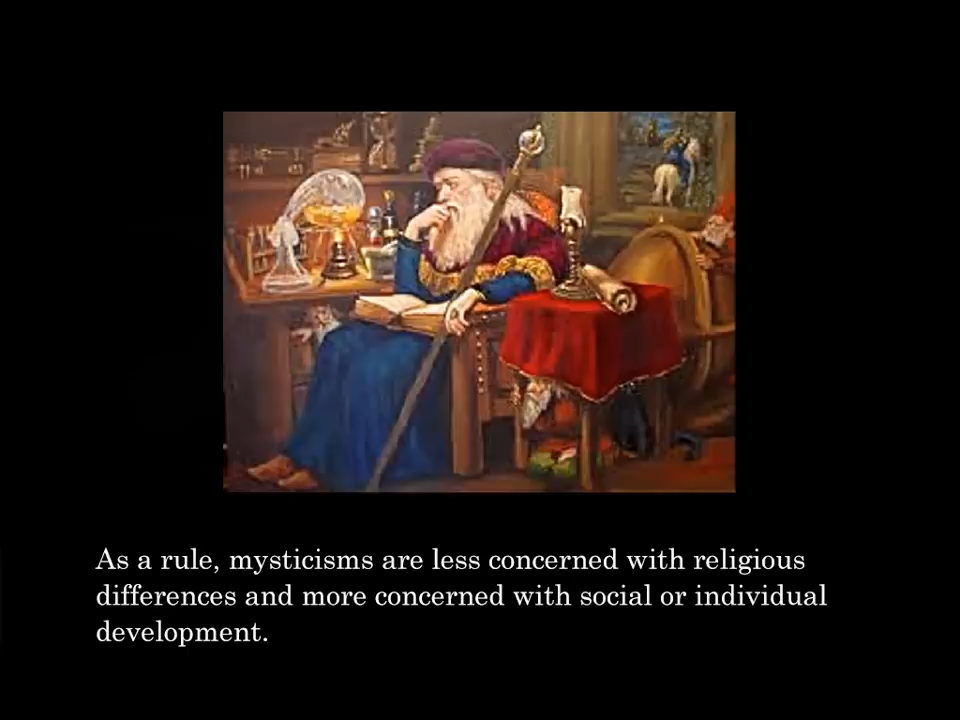 As a rule, mysticisms are less concerned with religious
differences and more concerned with social or individual
development.